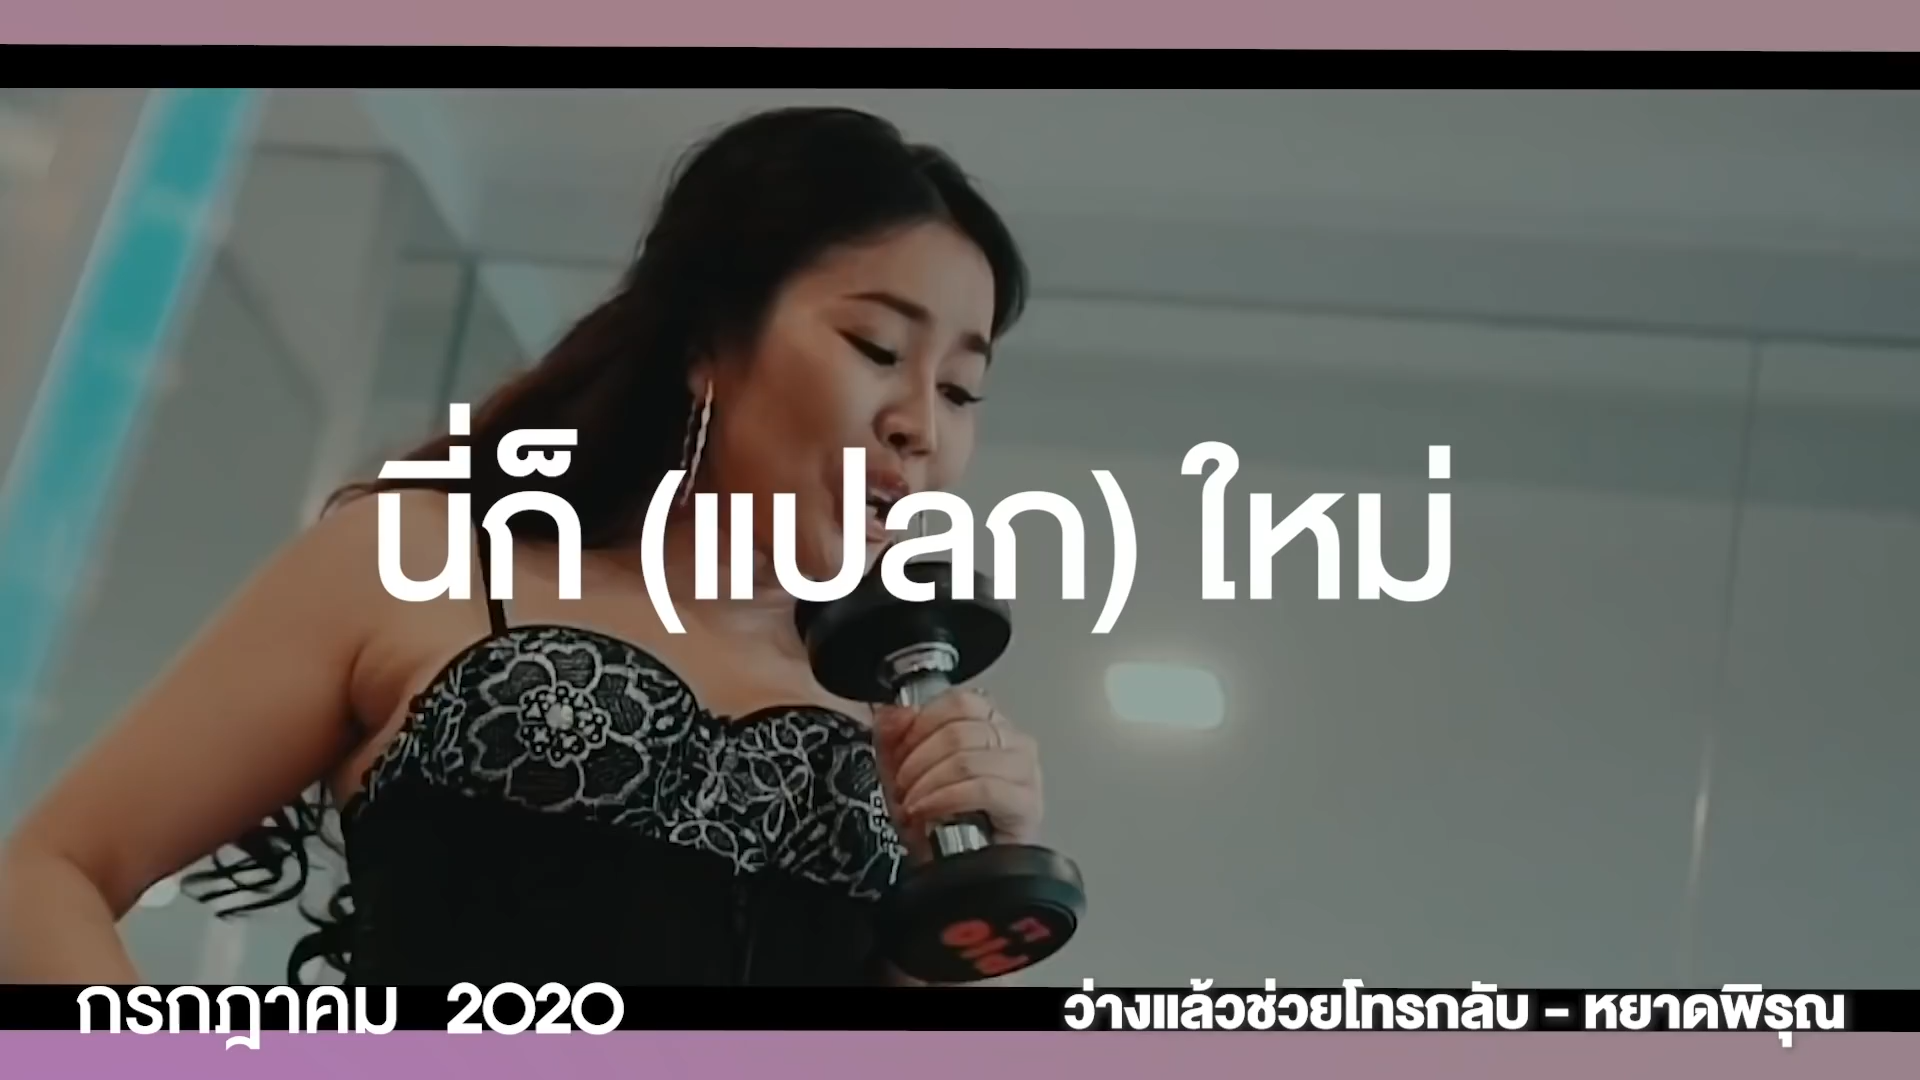 นี่ก็ (แปลก) ใหม่
กรกฎาคม 2020
ว่างแล้วช่วยโทรกลับ - หยาดพิรุณ